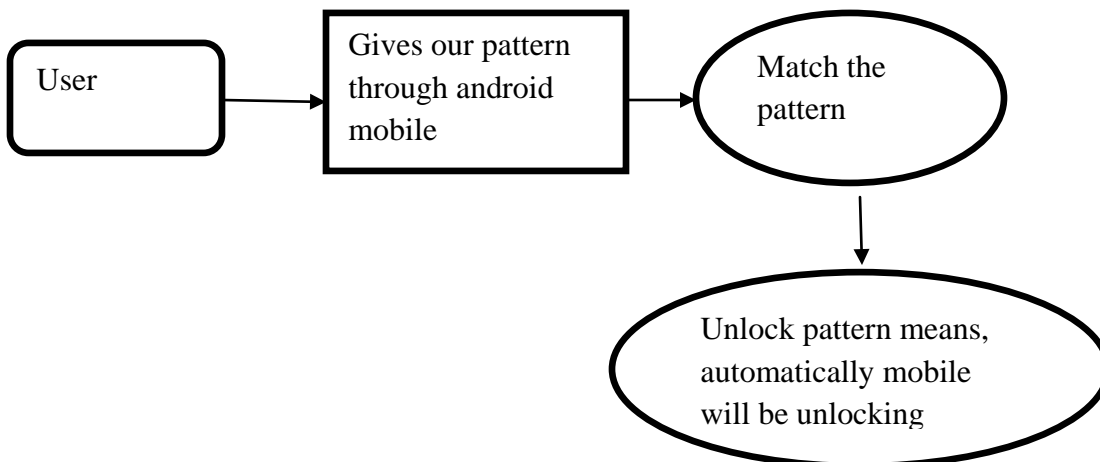 User
Gives our pattern
through android
mobile
Match the
pattern
Unlock pattern means,
automatically mobile
will be unlocking